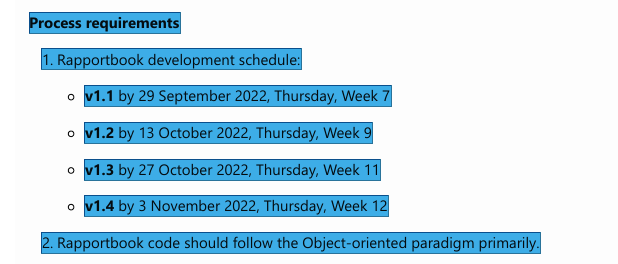 Process requirements
1. Rapportbook development schedule:
v1.1 by 29 September 2022, Thursday, Week 7
v1.2 by 13 October 2022, Thursday, Week 9
v1.3 by 27 October 2022, Thursday, Week 11
v1.4 by 3 November 2022, Thursday, Week 12
2. Rapportbook code should follow the Object-oriented paradigm primarily.